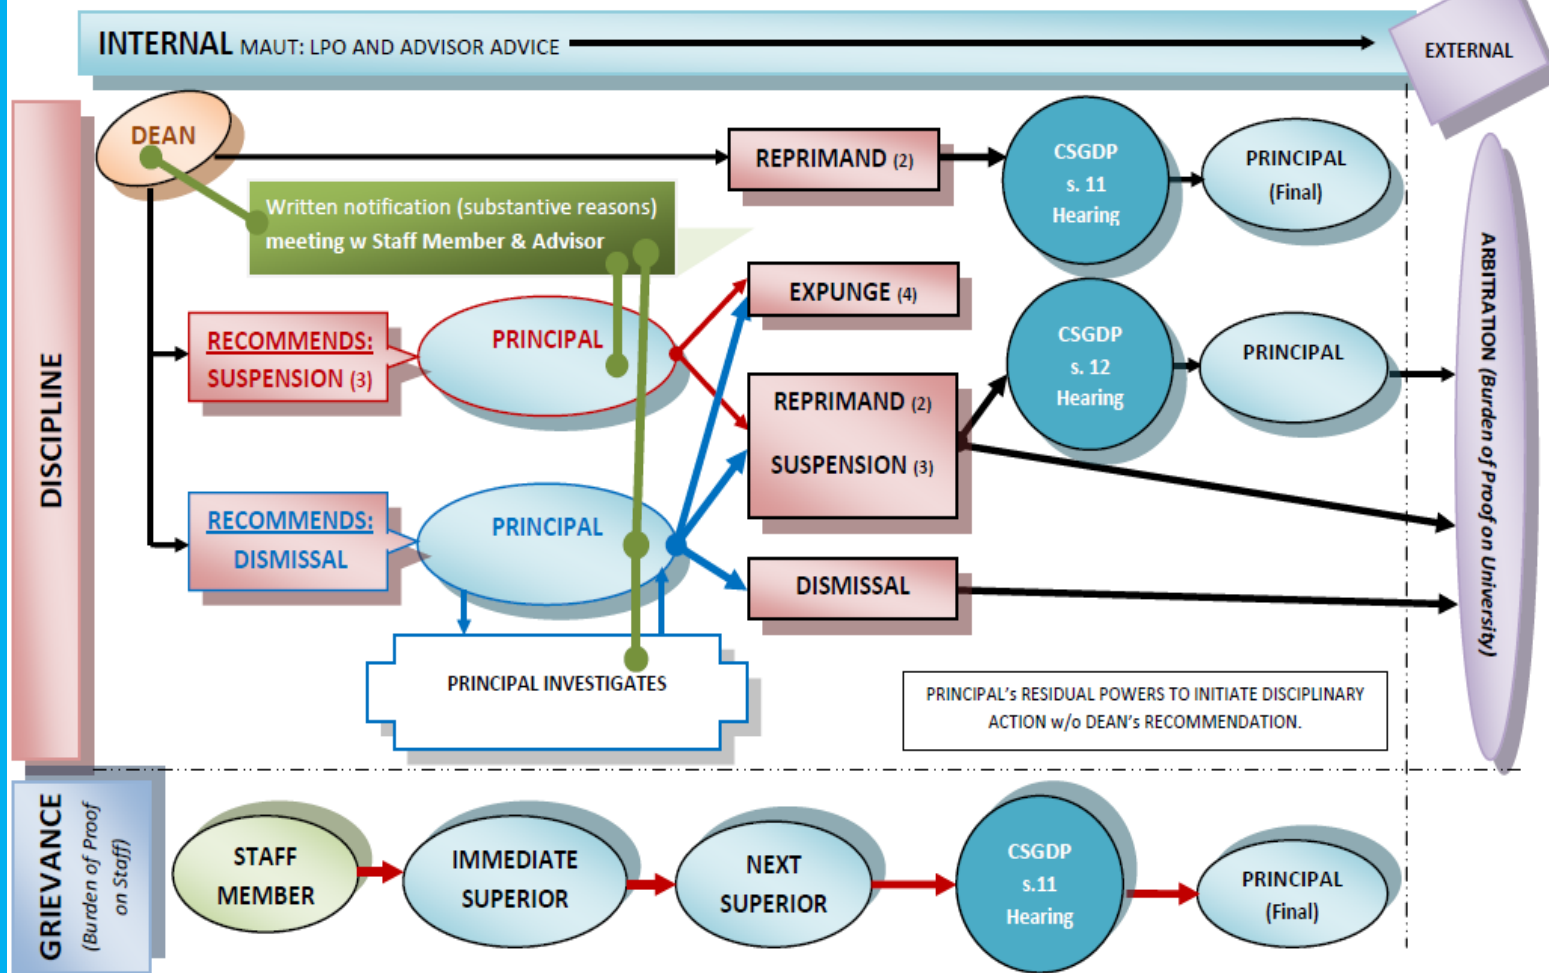 INTERNAL MAUT: LPO AND ADVISOR ADVICE
EXTERNAL
DISCIPLINE
DEAN
Written notification (substantive reasons)
meeting w Staff Member & Advisor
REPRIMAND (2)
CSGDP
s. 11
Hearing
PRINCIPAL
(Final)
RECOMMENDS:
SUSPENSION (3)
PRINCIPAL
EXPUNGE (4)
REPRIMAND (2)
SUSPENSION (3)
CSGDP
s. 12
Hearing
PRINCIPAL
ARBITRATION (Burden of Proof on University)
RECOMMENDS:
DISMISSAL
PRINCIPAL
DISMISSAL
PRINCIPAL INVESTIGATES
PRINCIPAL's RESIDUAL POWERS TO INITIATE DISCIPLINARY
ACTION w/o DEAN's RECOMMENDATION.
GRIEVANCE
(Burden of Proof
on Staff)
STAFF
MEMBER
IMMEDIATE
SUPERIOR
NEXT
SUPERIOR
CSGDP
s.11
Hearing
PRINCIPAL
(Final)